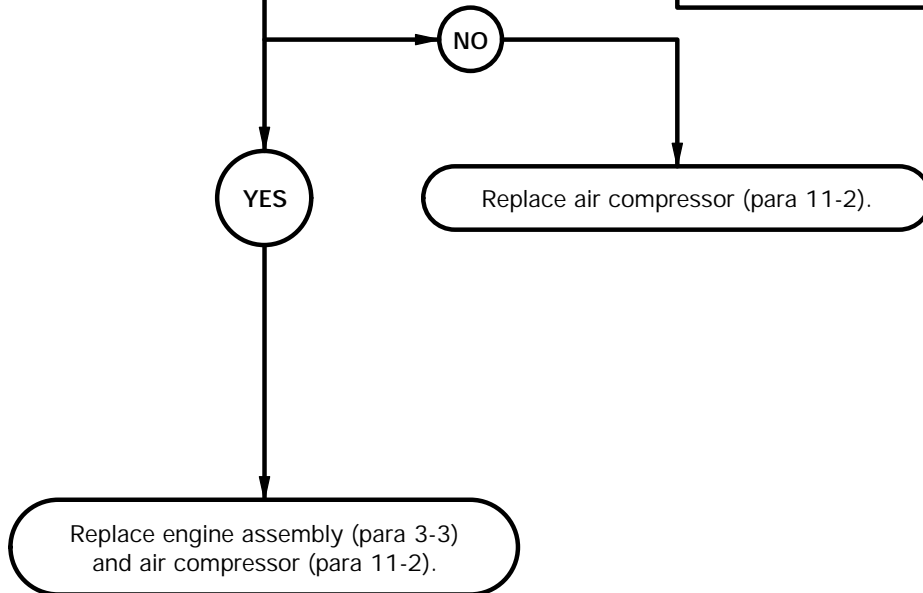 NO
YES
Replace air compressor (para 11-2).
Replace engine assembly (para 3-3)
and air compressor (para 11-2).